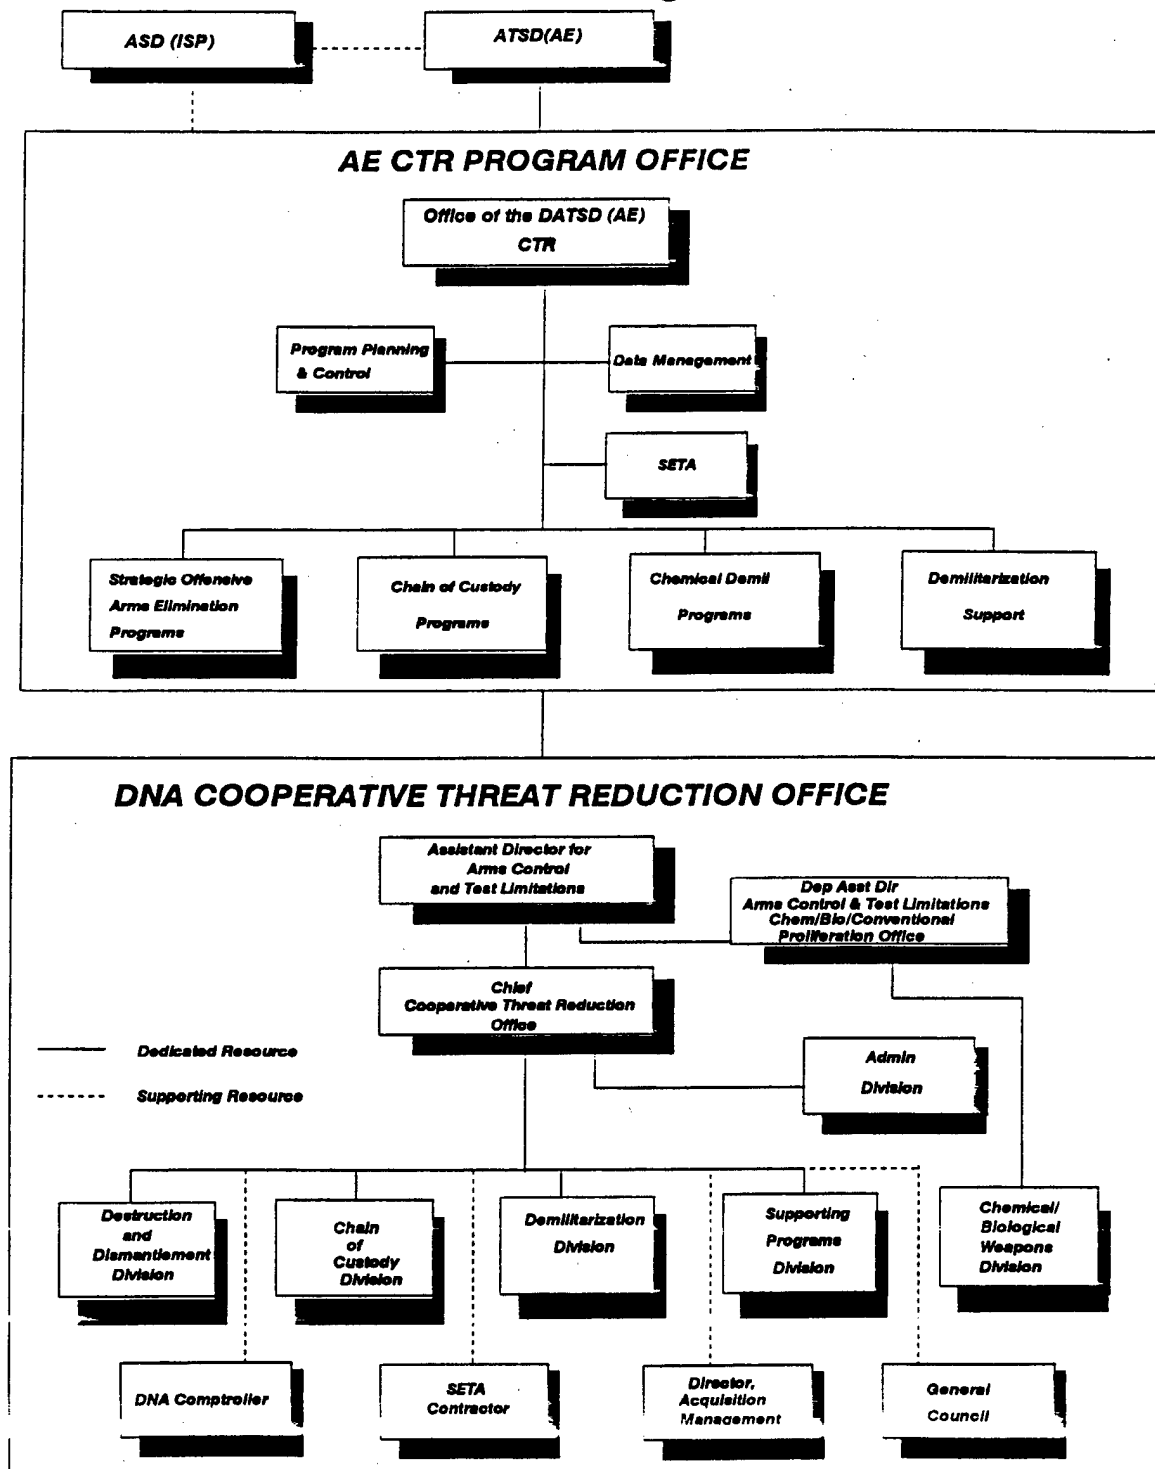 ASD (ISP)
ATSD(AE)
AE CTR PROGRAM OFFICE
Office of the DATSD (AE)
CTR
Program Planning
& Control
Data Management
SETA
Strategic Offensive
Arms Elimination
Programs
Chain of Custody
Programs
Chemical Demil
Programs
Demilitarization
Support
DNA COOPERATIVE THREAT REDUCTION OFFICE
Assistant Director for
Arms Control
and Test Limitations
Dep Asst Dir
Arms Control & Test Limitations
Chem/Bio/Conventional
Proliferation Office
Chief
Cooperative Threat Reduction
Office
Dedicated Resource
Supporting Resource
Admin
Division
Destruction
and
Dismantlement
Division
Chain
of
Custody
Division
Demilitarization
Division
Supporting
Programs
Division
Chemical/
Biological
Weapons
Division
DNA Comptroller
SETA
Contractor
Director,
Acquisition
Management
General
Council